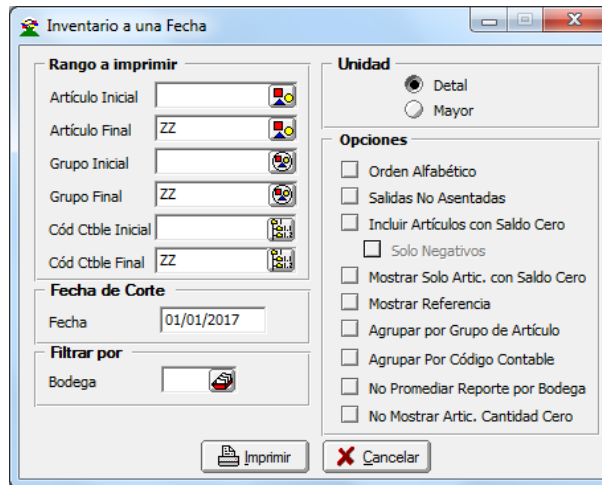 Inventario a una Fecha
Rango a imprimir
Artículo Inicial
Artículo Final ZZ
Grupo Inicial
Grupo Final ZZ
Cód Ctble Inicial
Cód Ctble Final ZZ
Fecha de Corte
Fecha 01/01/2017
Filtrar por
Bodega
Unidad
Detal
Mayor
Opciones
Orden Alfabético
Salidas No Asentadas
Incluir Artículos con Saldo Cero
Solo Negativos
Mostrar Solo Artic. con Saldo Cero
Mostrar Referencia
Agrupar por Grupo de Artículo
Agrupar Por Código Contable
No Promediar Reporte por Bodega
No Mostrar Artic. Cantidad Cero
Imprimir
Cancelar